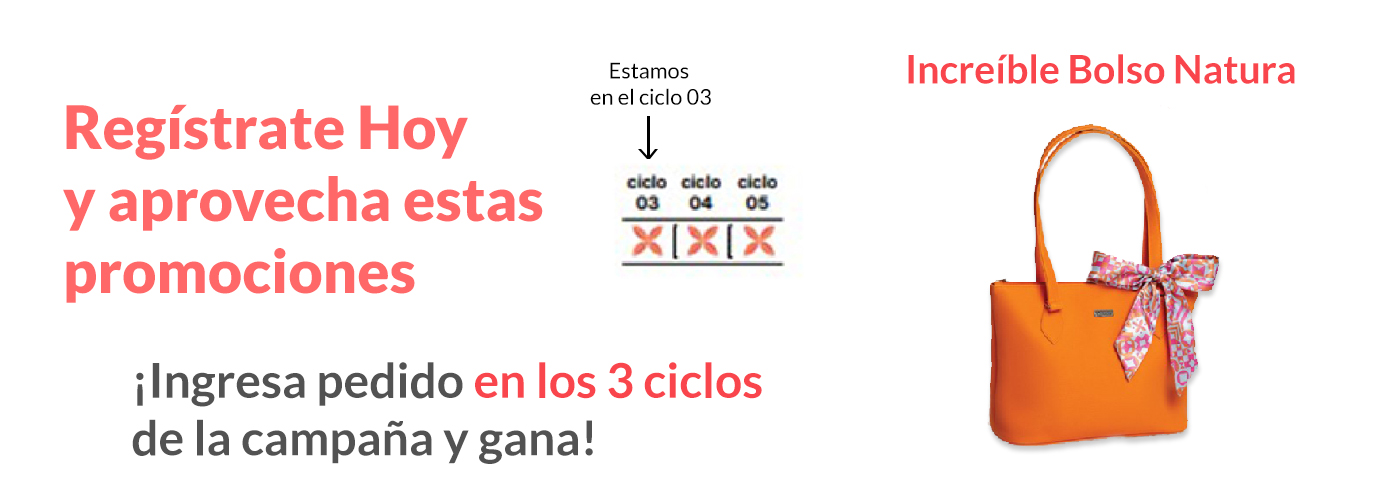 Regístrate Hoy
y aprovecha estas
promociones
Estamos
en el ciclo 03
ciclo ciclo ciclo
03 04 05
Increíble Bolso Natura
¡Ingresa pedido en los 3 ciclos
de la campaña y gana!